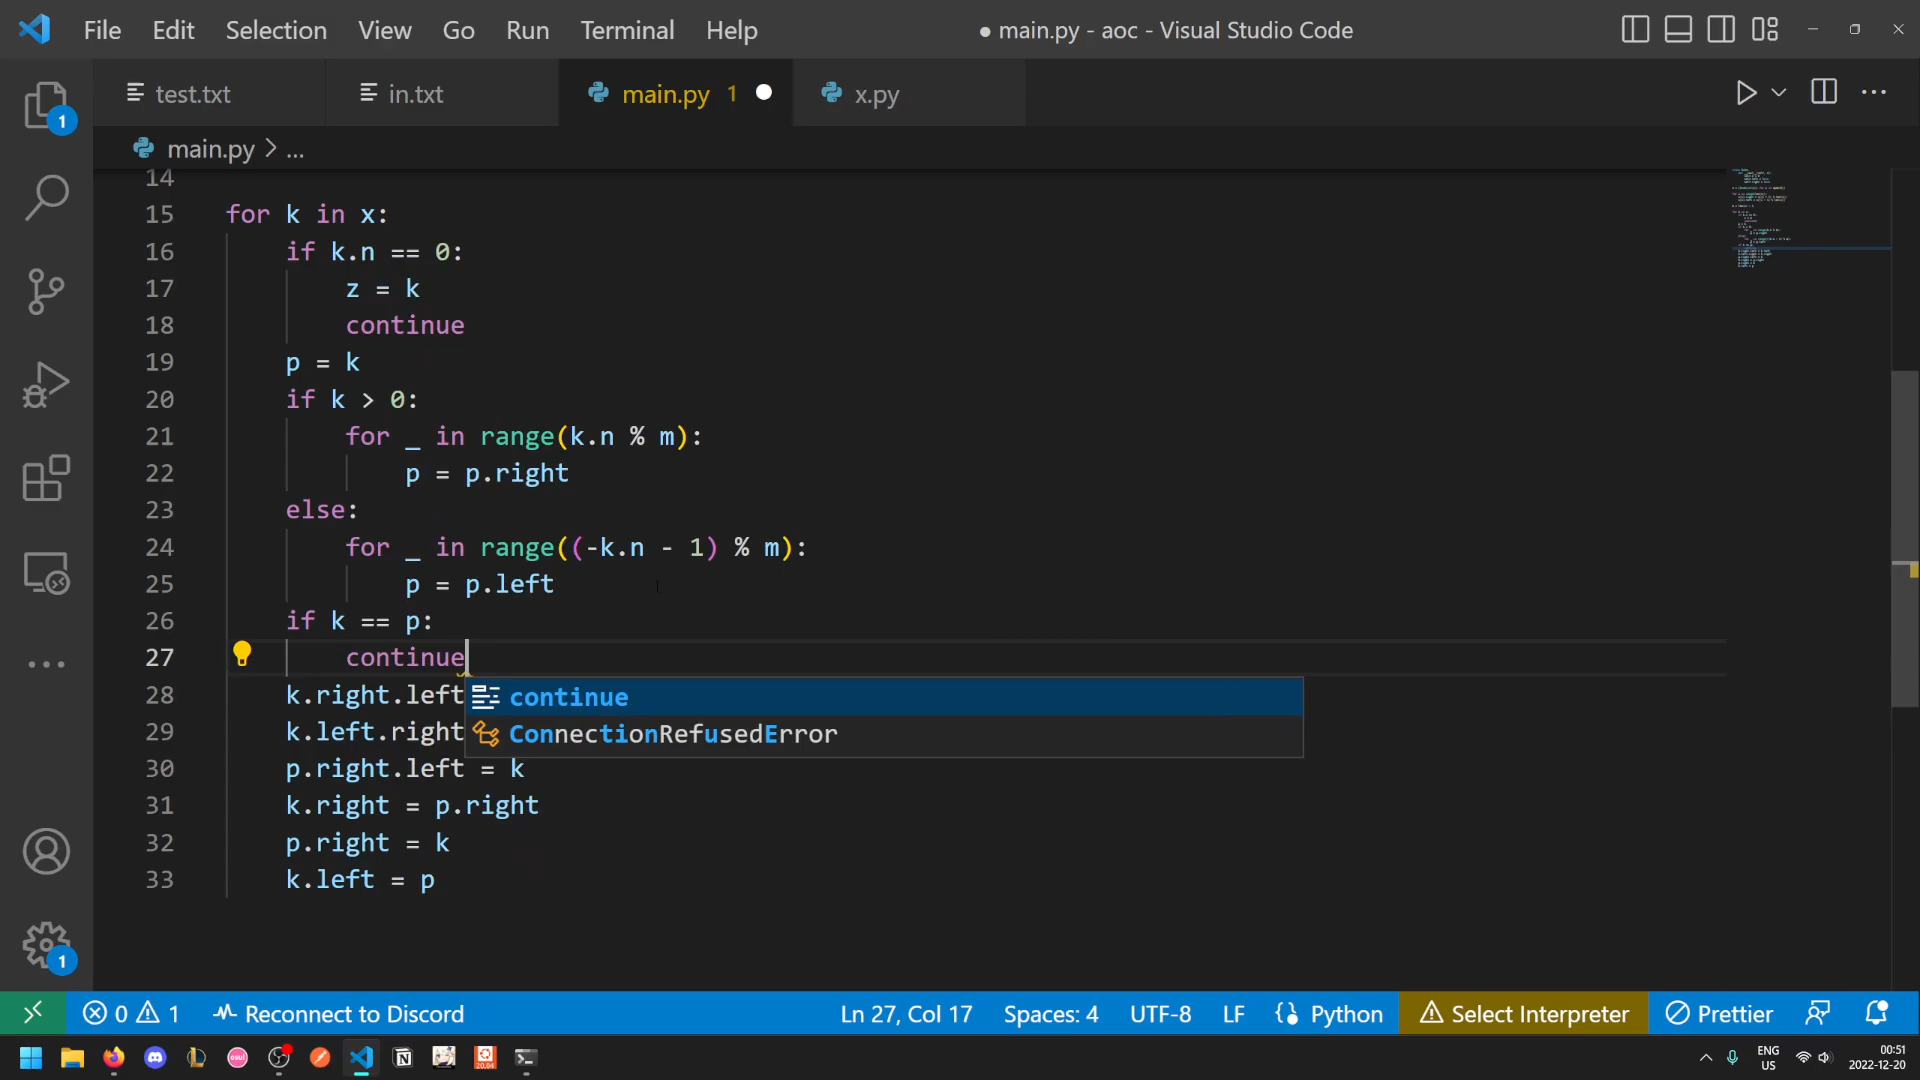 File Edit Selection View Go Run Terminal Help
● main.py - aoc - Visual Studio Code
test.txt in.txt main.py 1 x.py
main.py > ...
14
15 for k in x:
16 if k.n == 0:
17 z = k
18 continue
19 p = k
20 if k > 0:
21 for _ in range(k.n % m):
22 p = p.right
23 else:
24 for _ in range((-k.n - 1) % m):
25 p = p.left
26 if k == p:
27 continue
28 k.right.left
continue
29 k.left.right
ConnectionRefusedError
30 p.right.left = k
31 k.right = p.right
32 p.right = k
33 k.left = p
1
1
0 1 Reconnect to Discord Ln 27, Col 17 Spaces: 4 UTF-8 LF Python Select Interpreter Prettier
ENG
US
00:51
2022-12-20
osu!
20.04